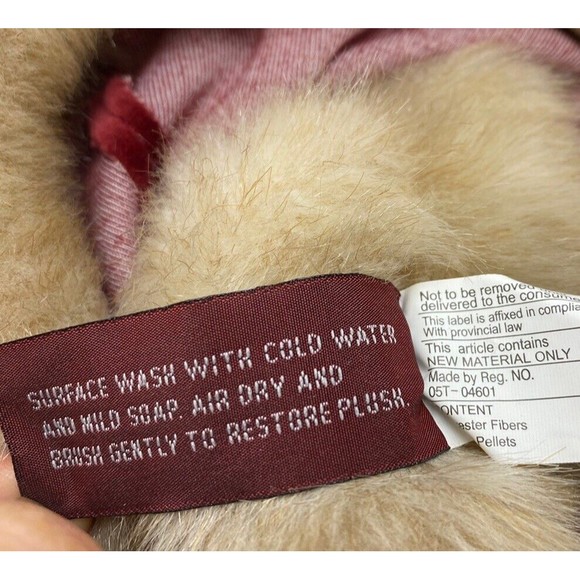 SURFACE WASH WITH COLD WATER
AND MILD SOAP. AIR DRY AND
BRUSH GENTLY TO RESTORE PLUSH.
Not to be removed
delivered to the
This label is affixed in
With provincial law
This article contains
NEW MATERIAL ONLY
Made by Reg. NO.
05T-04601
CONTENT
Fibers
Pellets